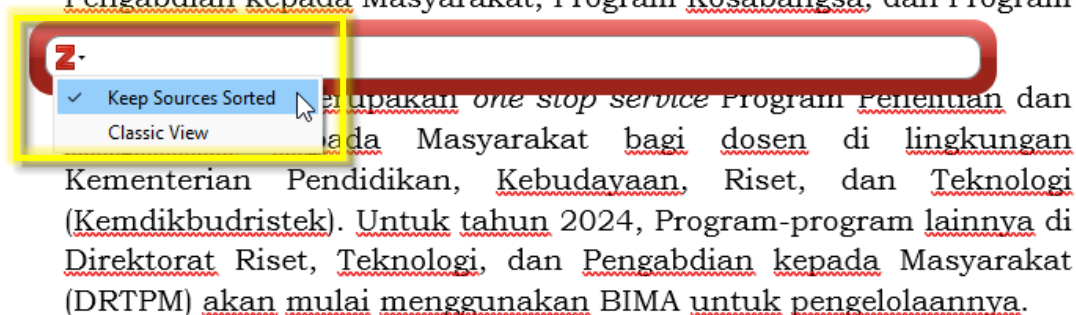 Pengabdian kepada Masyarakat, Program Kosabangsa, dan Program
Z
Keep Sources Sorted
erupakan one stop service Program Penelitian dan
Classic View
pada Masyarakat bagi dosen di lingkungan
Kementerian Pendidikan, Kebudayaan, Riset, dan Teknologi
(Kemdikbudristek). Untuk tahun 2024, Program-program lainnya di
Direktorat Riset, Teknologi, dan Pengabdian kepada Masyarakat
(DRTPM) akan mulai menggunakan BIMA untuk pengelolaannya.